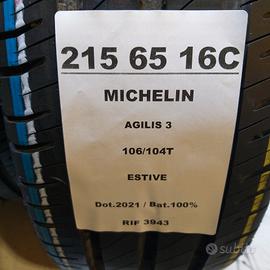 215 65 16C
MICHELIN
AGILIS 3
106/104T
ESTIVE
Dot.2021 / Bat.100%
RIF 3943
subito